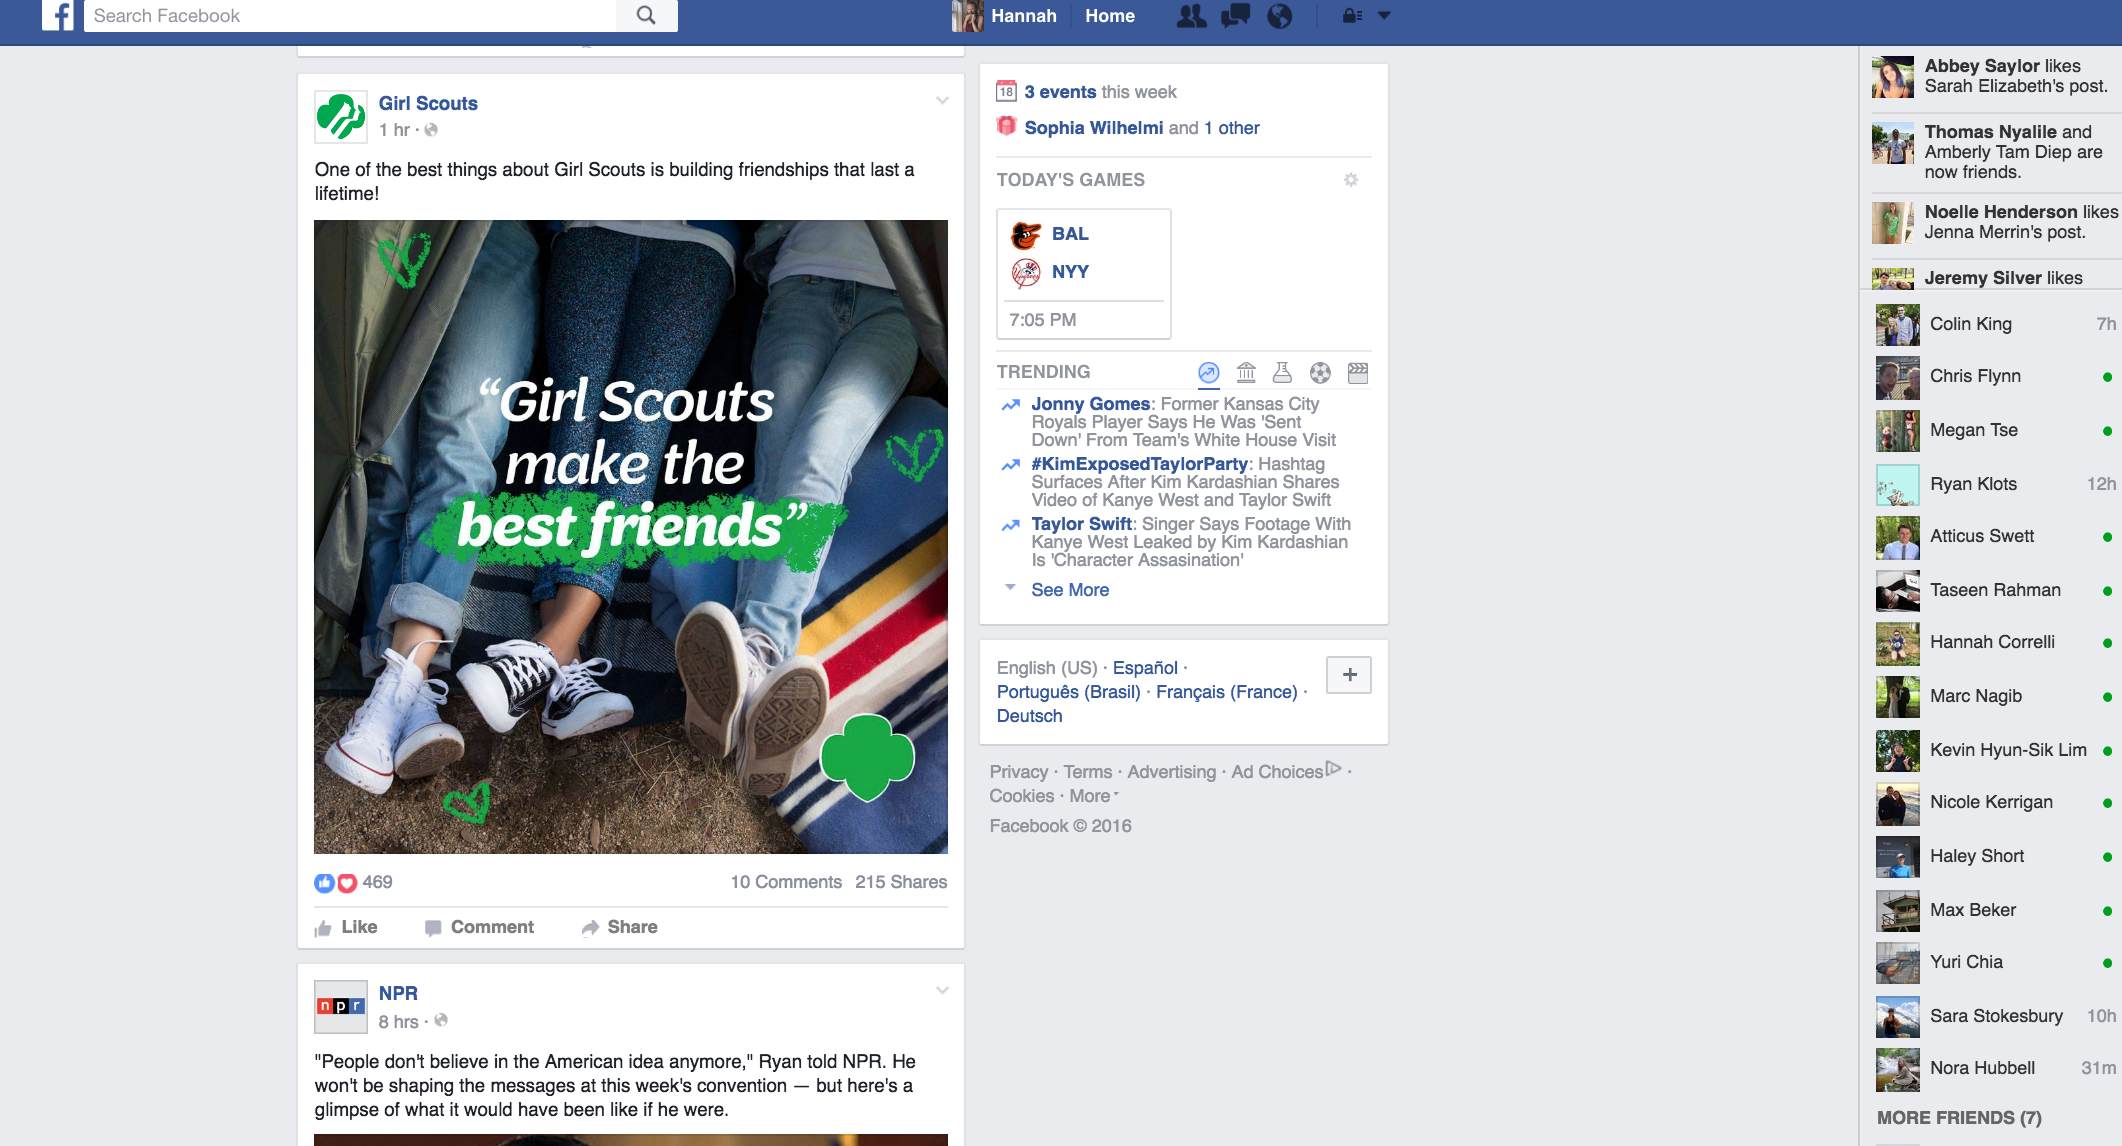 Search Facebook
Hannah
Home
Girl Scouts
1 hr ·
One of the best things about Girl Scouts is building friendships that last a
lifetime!
“Girl Scouts
make the
best friends”
469
10 Comments 215 Shares
Like
Comment
Share
npr
NPR
8 hrs ·
"People don't believe in the American idea anymore," Ryan told NPR. He
won't be shaping the messages at this week's convention — but here's a
glimpse of what it would have been like if he were.
18
3 events this week
Sophia Wilhelmi and 1 other
TODAY'S GAMES
BAL
NYY
7:05 PM
TRENDING
Jonny Gomes: Former Kansas City
Royals Player Says He Was 'Sent
Down' From Team's White House Visit
#KimExposedTaylorParty: Hashtag
Surfaces After Kim Kardashian Shares
Video of Kanye West and Taylor Swift
Taylor Swift: Singer Says Footage With
Kanye West Leaked by Kim Kardashian
Is 'Character Assasination'
See More
English (US) · Español ·
Português (Brasil) · Français (France) ·
Deutsch
+
Privacy · Terms · Advertising · Ad Choices ·
Cookies · More
Facebook © 2016
Abbey Saylor likes
Sarah Elizabeth's post.
Thomas Nyalile and
Amberly Tam Diep are
now friends.
Noelle Henderson likes
Jenna Merrin's post.
Jeremy Silver likes
Colin King 7h
Chris Flynn
Megan Tse
Ryan Klots 12h
Atticus Swett
Taseen Rahman
Hannah Correlli
Marc Nagib
Kevin Hyun-Sik Lim
Nicole Kerrigan
Haley Short
Max Beker
Yuri Chia
Sara Stokesbury 10h
Nora Hubbell 31m
MORE FRIENDS (7)